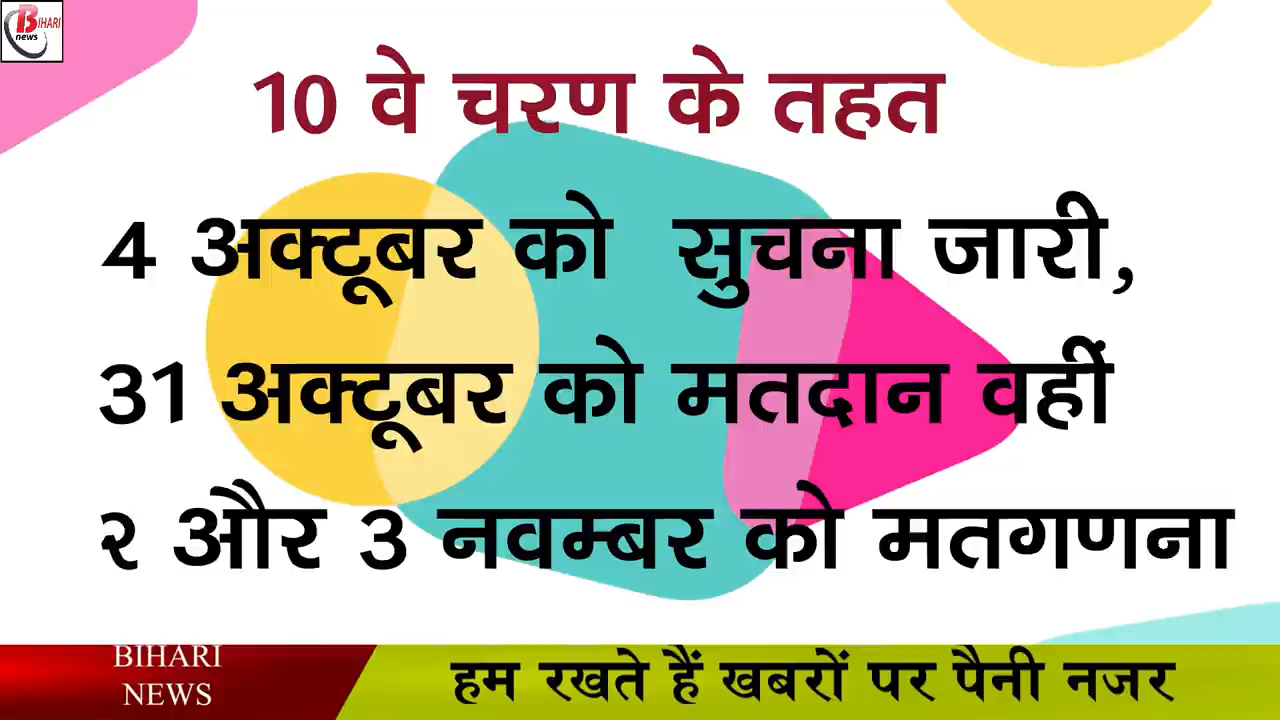 BIHARI
news
10 वे चरण के तहत
4 अक्टूबर को सुचना जारी,
31 अक्टूबर को मतदान वहीं
२ और 3 नवम्बर को मतगणना
BIHARI
NEWS
हम रखते हैं खबरों पर पैनी नजर